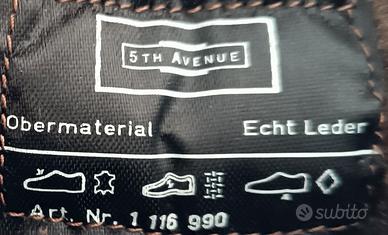 5TH AVENUE
Obermaterial Echt Leder
Art. Nr. 1 116 990
subito